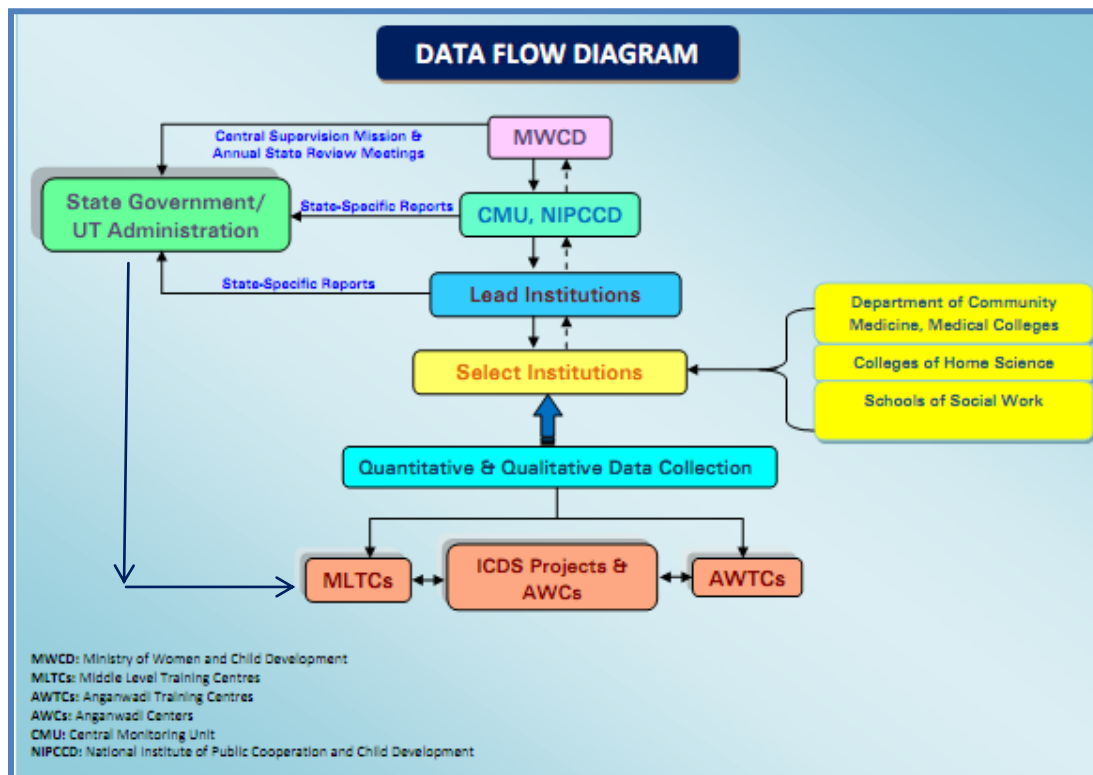 DATA FLOW DIAGRAM
Central Supervision Mission &
Annual State Review Meetings
MWCD
State Government/
UT Administration
State-Specific Reports
CMU, NIPCCD
State-Specific Reports
Lead Institutions
Department of Community
Medicine, Medical Colleges
Select Institutions
Colleges of Home Science
Schools of Social Work
Quantitative & Qualitative Data Collection
MLTCs
ICDS Projects &
AWCs
AWTCs
MWCD: Ministry of Women and Child Development
MLTCs: Middle Level Training Centres
AWTCs: Anganwadi Training Centres
AWCs: Anganwadi Centers
CMU: Central Monitoring Unit
NIPCCD: National Institute of Public Cooperation and Child Development